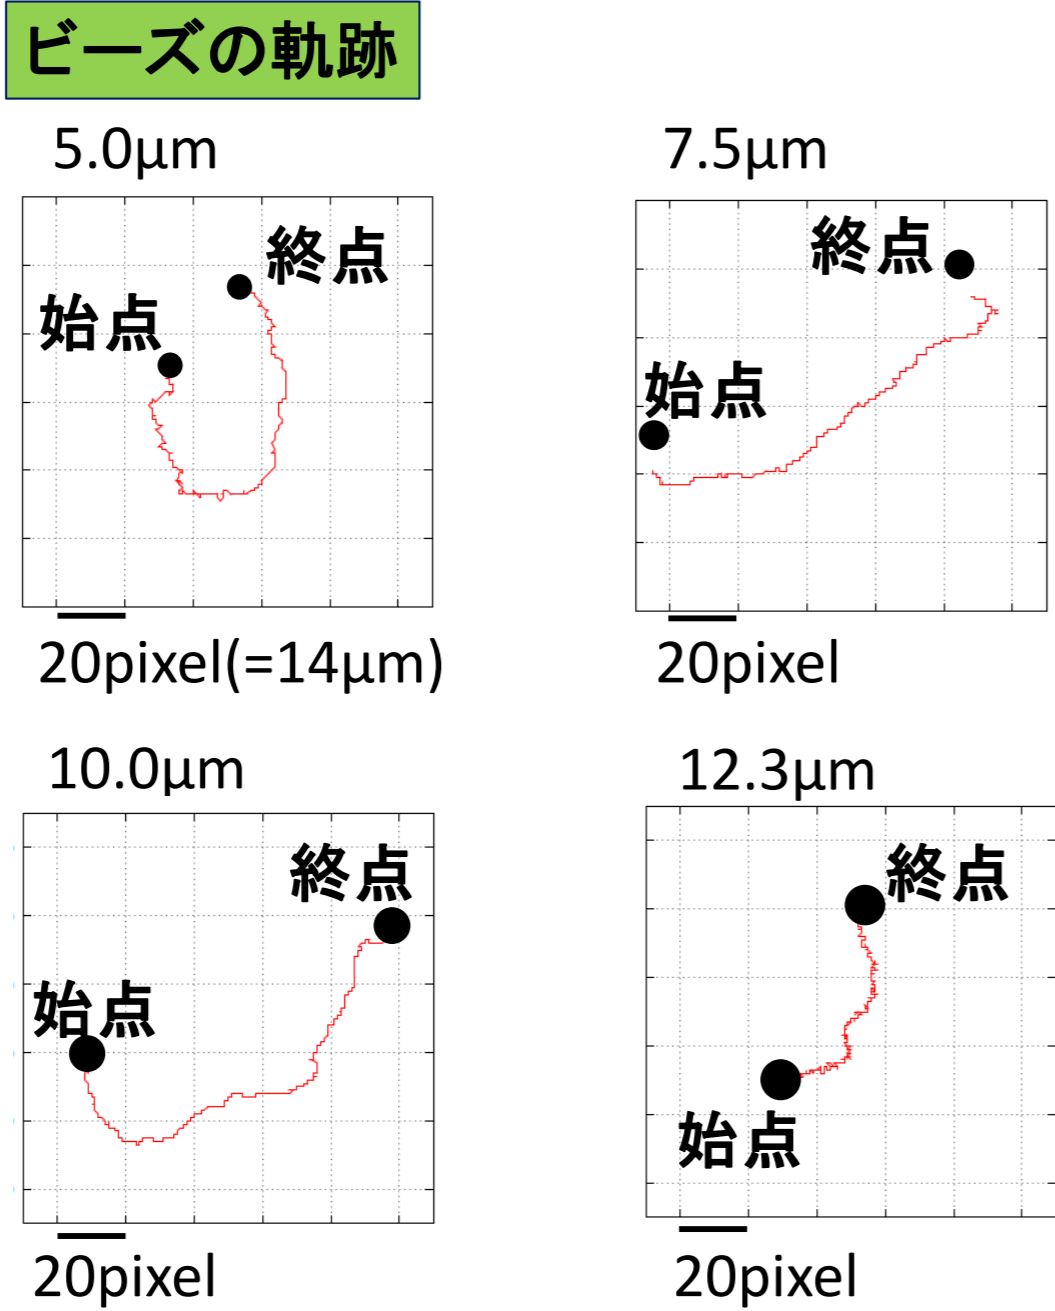 ビーズの軌跡
5.0μm
終点
始点
20pixel(=14μm)
7.5μm
終点
始点
20pixel
10.0μm
終点
始点
20pixel
12.3μm
終点
始点
20pixel